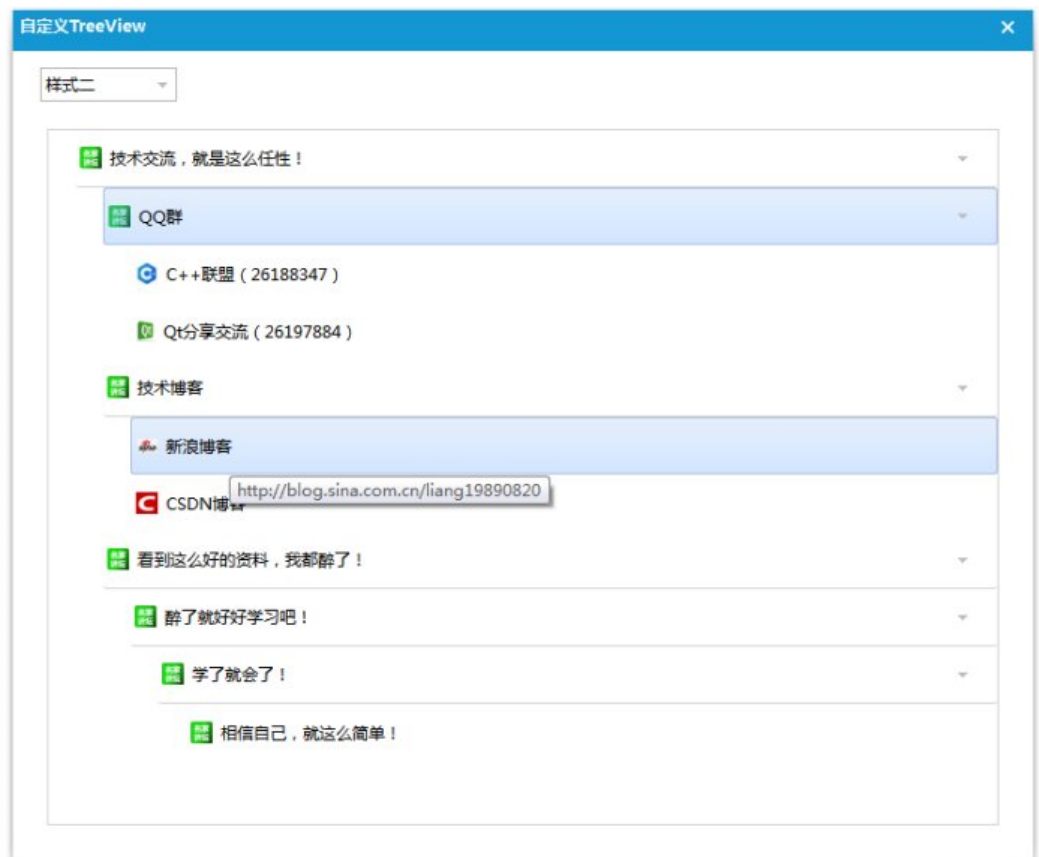 自定义TreeView
样式二
技术交流，就是这么任性！
QQ群
C++联盟（26188347）
Qt分享交流（26197884）
技术博客
新浪博客
http://blog.sina.com.cn/liang19890820
CSDN博客
看到这么好的资料，我都醉了！
醉了就好好学习吧！
学了就会了！
相信自己，就这么简单！